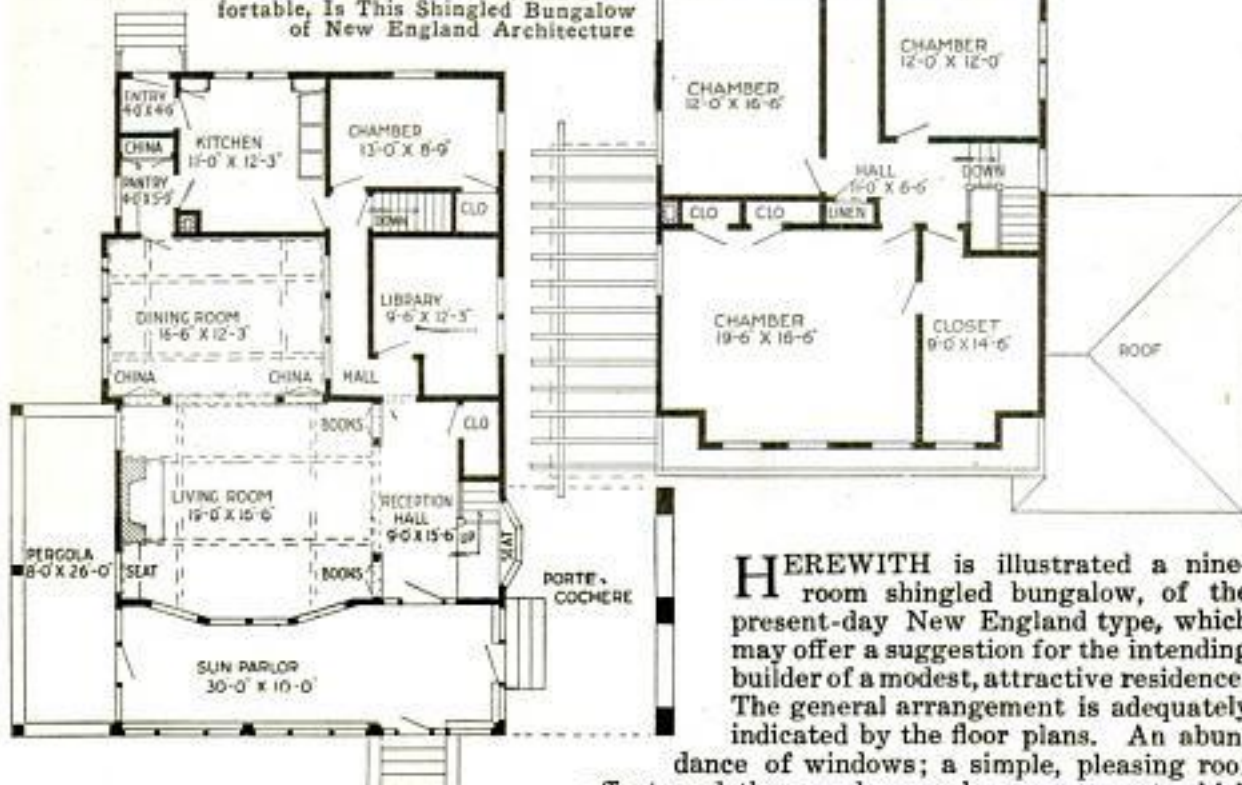 fortable, Is This Shingled Bungalow
of New England Architecture
ENTRY
CHINA
PANTRY
KITCHEN
11'-0" X 12'-3"
CHAMBER
13'-0" X 8'-9"
DOWN
CLO
DINING ROOM
16'-6" X 12'-3"
CHINA
CHINA
HALL
LIBRARY
9'-6" X 12'-3"
BOOKS
CLO
LIVING ROOM
19'-0" X 16'-6"
RECEPTION
HALL
9'-0" X 15'-6"
UP
SEAT
PERGOLA
8'-0" X 26'-0"
SEAT
BOOKS
PORTE-
COCHERE
SUN PARLOR
30'-0" X 10'-0"
CHAMBER
12'-0" X 16'-6"
CHAMBER
12'-0" X 12'-0"
HALL
11'-0" X 6'-6"
DOWN
CLO
CLO
LINEN
CHAMBER
19'-6" X 16'-6"
CLOSET
9'-0" X 14'-6"
ROOF
HEREWITH is illustrated a nine-
room shingled bungalow, of the
present-day New England type, which
may offer a suggestion for the intending
builder of a modest, attractive residence
The general arrangement is adequately
indicated by the floor plans. An abun
dance of windows; a simple, pleasing roo